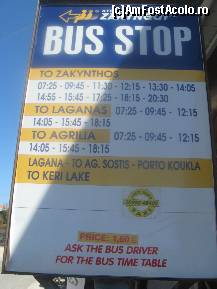 (c)AmFostAcolo.ro
BUS STOP
TO ZAKYNTHOS
07:25 - 09:45 - 11:30 - 12:15 - 13:30 - 14:05
14:55 - 15:45 - 17:25 - 18:15 - 20:30
TO LAGANAS 07:25 - 09:45 - 12:15
14:05 - 15:45 - 18:15
TO AGRILIA 07:25 - 09:45 - 12:15
14:05 - 15:45 - 18:15
LAGANA - TO AG. SOSTIS - PORTO KOUKLA
TO KERI LAKE
PRICE: 1,60 €
ASK THE BUS DRIVER
FOR THE BUS TIME TABLE